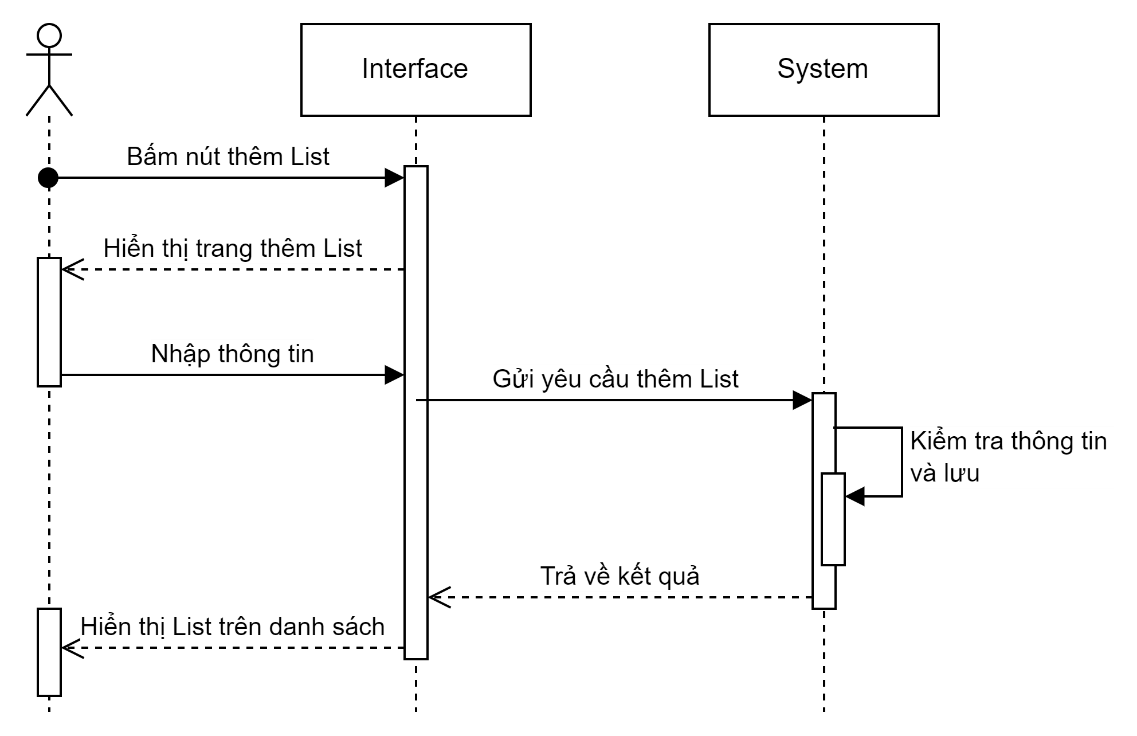 Interface
System
Bấm nút thêm List
Hiển thị trang thêm List
Nhập thông tin
Gửi yêu cầu thêm List
Kiểm tra thông tin
và lưu
Trả về kết quả
Hiển thị List trên danh sách